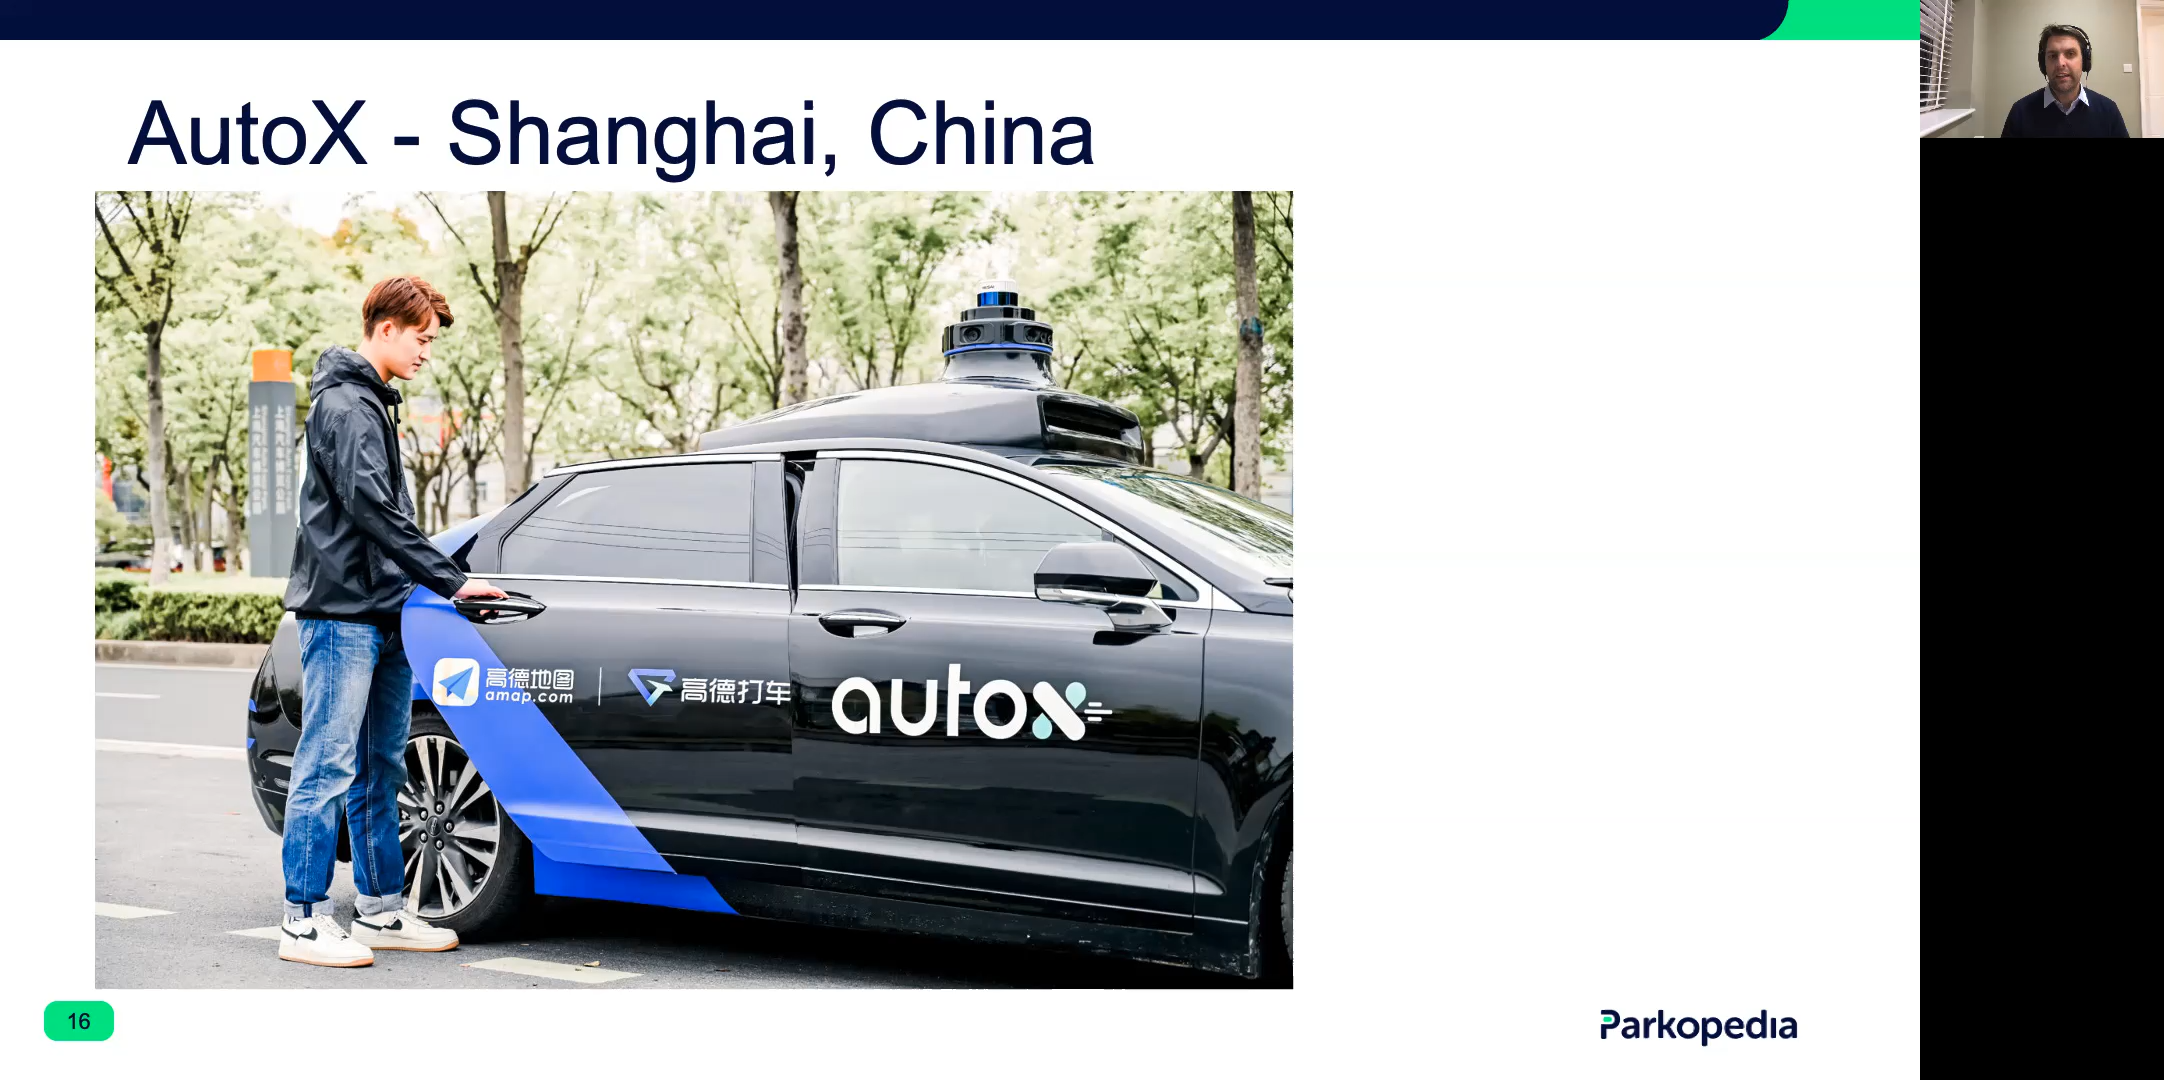 AutoX - Shanghai, China
高德地图
amap.com
高德打车
autox
16
Parkopedia